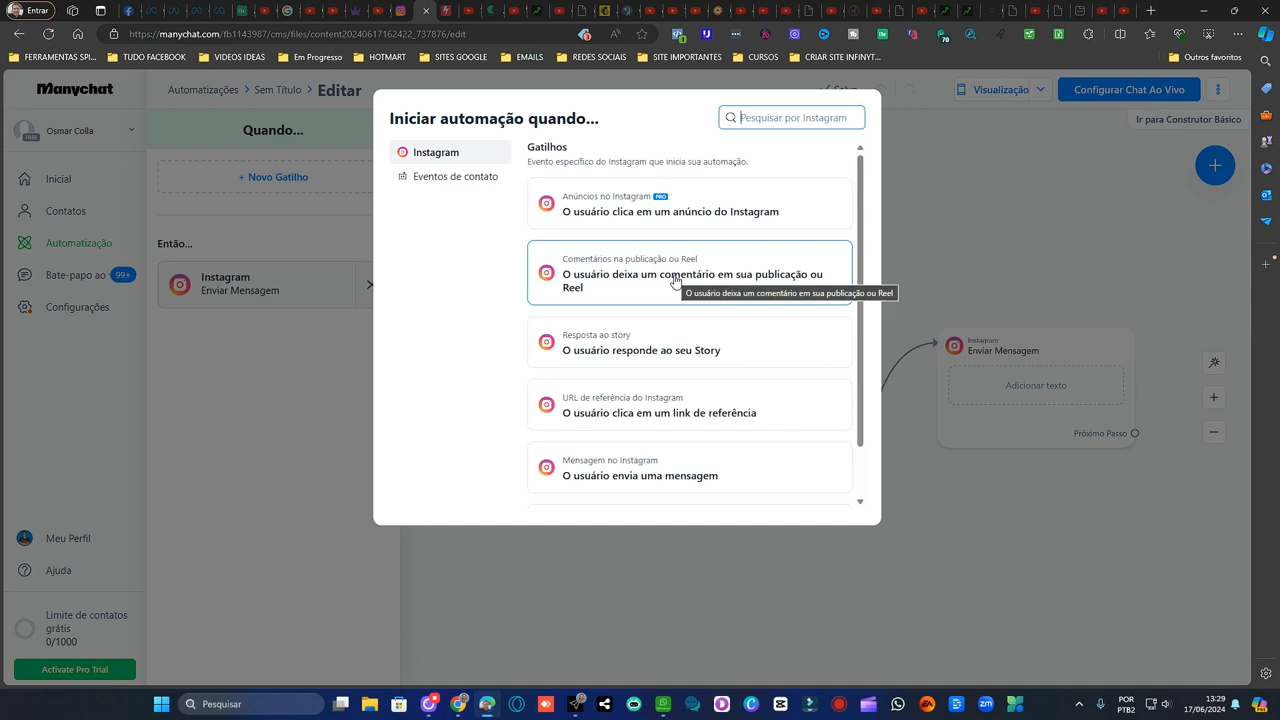 Entrar
https://manychat.com/fb1143987/cms/files/content20240617162422_737876/edit
FERRAMENTAS SPI...
TUDO FACEBOOK
VIDEOS IDEAS
Em Progresso
HOTMART
SITES GOOGLE
EMAILS
REDES SOCIAIS
SITE IMPORTANTES
CURSOS
CRIAR SITE INFINYT...
Outros favoritos
Manychat
Automatizações > Sem Título > Editar
Salvo
Visualização
Configurar Chat Ao Vivo
Osmar Colla
FREE
Ir para Construtor Básico
Inicial
Contatos
Automatização
Bate-papo ao
99+
Configurações
Meu Perfil
Ajuda
Limite de contatos
grátis
0/1000
Activate Pro Trial
Quando...
+ Novo Gatilho
Então...
Instagram
Enviar Mensagem
Iniciar automação quando...
Pesquisar por Instagram
Instagram
Eventos de contato
Gatilhos
Evento específico do Instagram que inicia sua automação.
Anúncios no Instagram PRO
O usuário clica em um anúncio do Instagram
Comentários na publicação ou Reel
O usuário deixa um comentário em sua publicação ou
Reel
O usuário deixa um comentário em sua publicação ou Reel
Resposta ao story
O usuário responde ao seu Story
URL de referência do Instagram
O usuário clica em um link de referência
Mensagem no Instagram
O usuário envia uma mensagem
Instagram
Enviar Mensagem
Adicionar texto
Próximo Passo
Pesquisar
POR
PTB2
13:29
17/06/2024